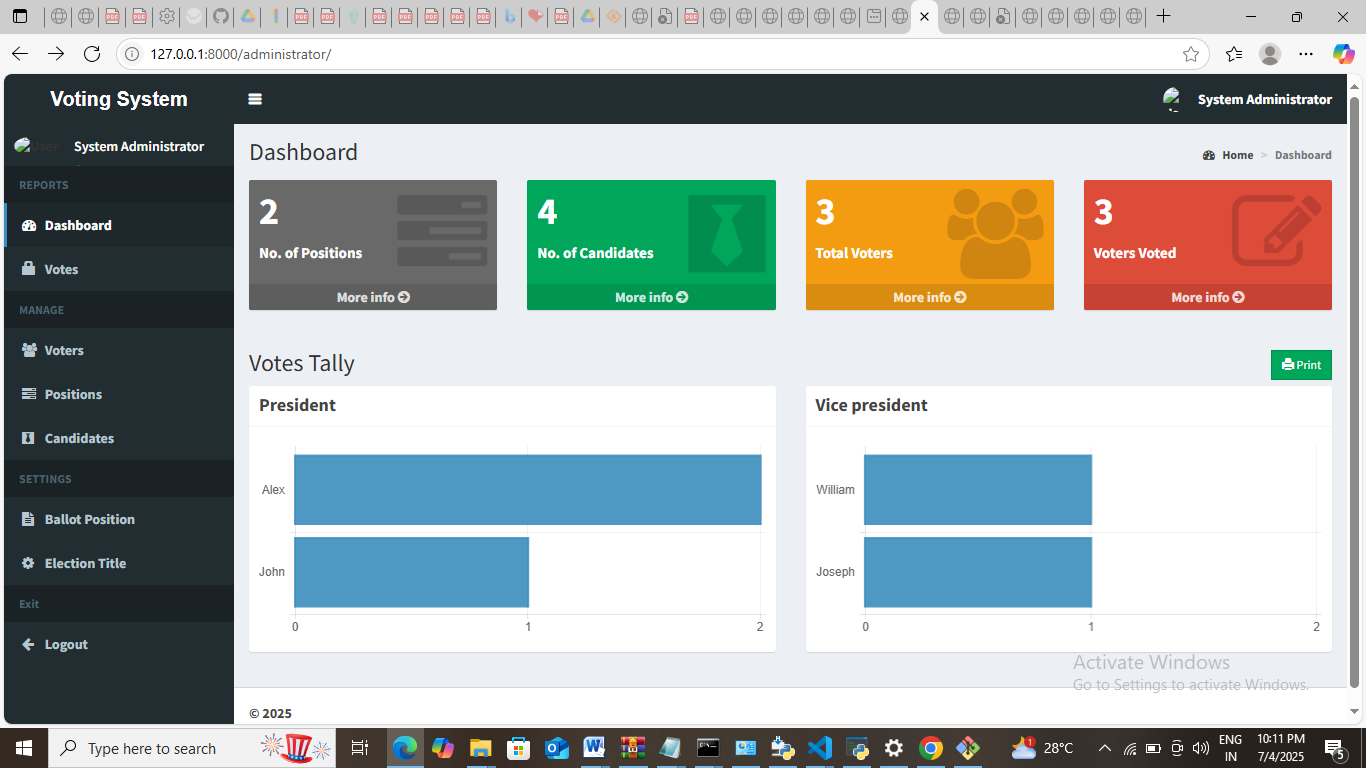 127.0.0.1:8000/administrator/
Voting System
System Administrator
User
System Administrator
REPORTS
Dashboard
Votes
MANAGE
Voters
Positions
Candidates
SETTINGS
Ballot Position
Election Title
Exit
Logout
Dashboard
Home > Dashboard
2
No. of Positions
More info
4
No. of Candidates
More info
3
Total Voters
More info
3
Voters Voted
More info
Votes Tally
Print
President
Alex
John
0 1 2
Vice president
William
Joseph
0 1 2
Activate Windows
Go to Settings to activate Windows.
© 2025
Type here to search
28°C
ENG
IN
10:11 PM
7/4/2025
5